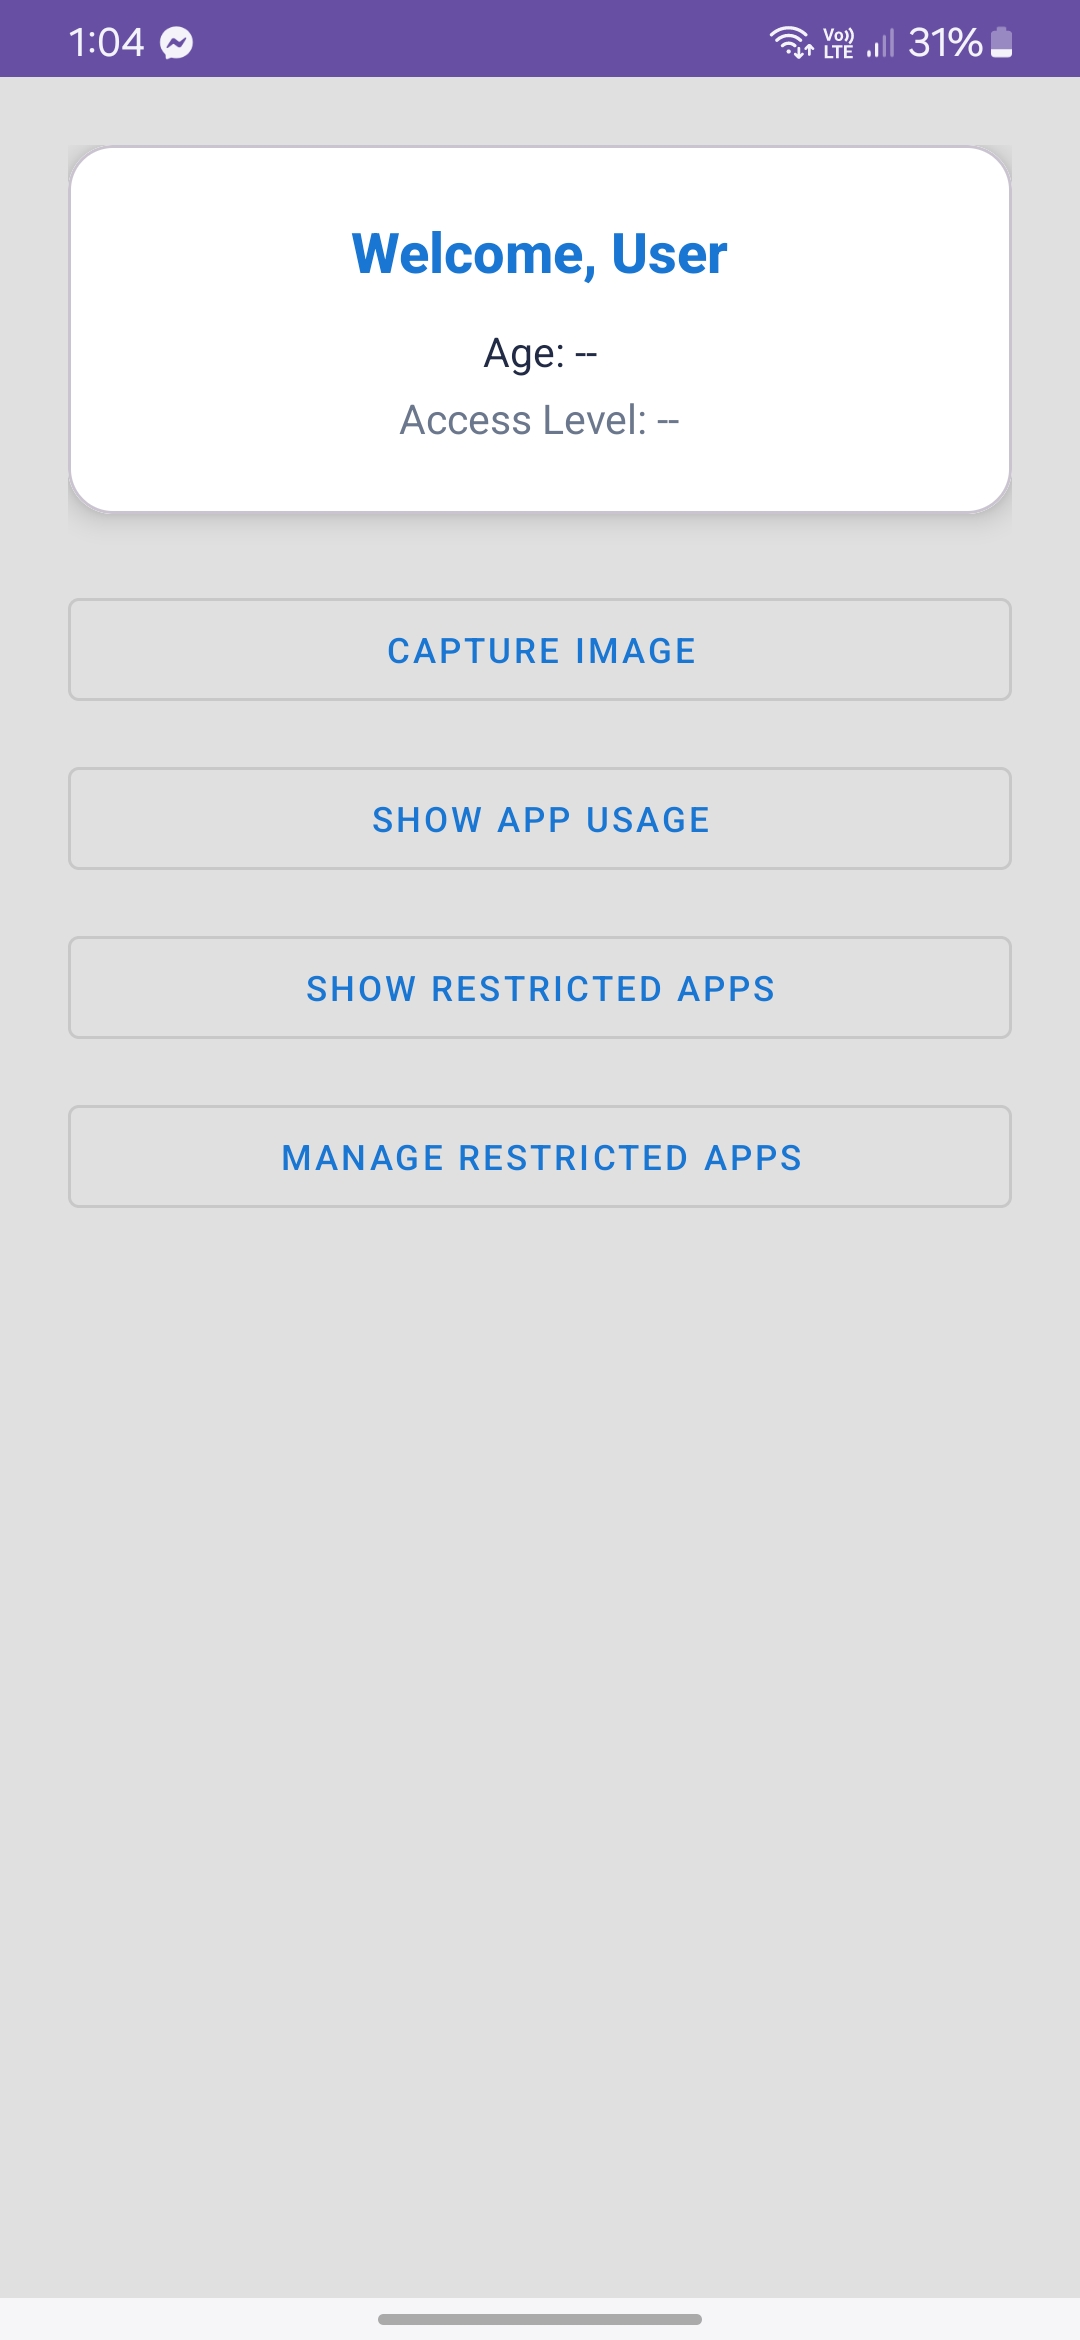 1:04
Vo)) LTE 31%
Welcome, User
Age: --
Access Level: --
CAPTURE IMAGE
SHOW APP USAGE
SHOW RESTRICTED APPS
MANAGE RESTRICTED APPS